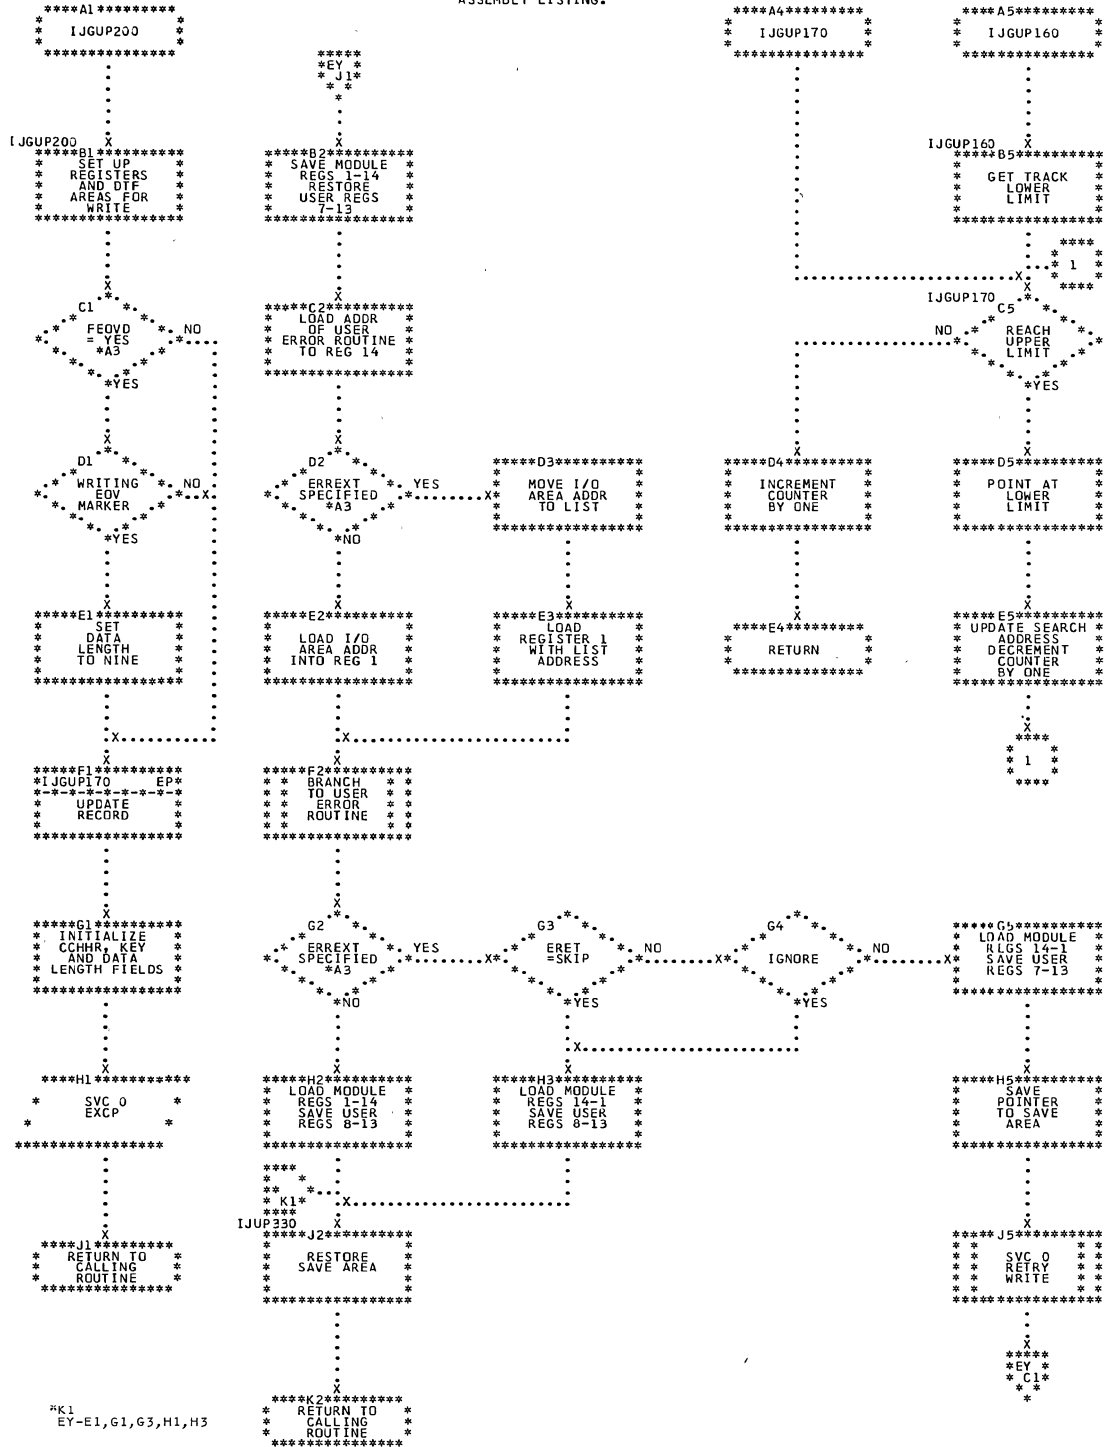 ASSEMBLY LISTING.
A1
IJGUP200
EY
J1
A4
IJGUP170
A5
IJGUP160
IJGUP200
B1
SET UP
REGISTERS
AND DTF
AREAS FOR
WRITE
B2
SAVE MODULE
REGS 1-14
RESTORE
USER REGS
7-13
IJGUP160
B5
GET TRACK
LOWER
LIMIT
1
C1
FEOVD
= YES
*A3
NO
YES
C2
LOAD ADDR
OF USER
ERROR ROUTINE
TO REG 14
IJGUP170
C5
REACH
UPPER
LIMIT
NO
YES
D1
WRITING
EOV
MARKER
NO
YES
D2
ERREXT
SPECIFIED
*A3
YES
NO
D3
MOVE I/O
AREA ADDR
TO LIST
D4
INCREMENT
COUNTER
BY ONE
D5
POINT AT
LOWER
LIMIT
E1
SET
DATA
LENGTH
TO NINE
E2
LOAD I/O
AREA ADDR
INTO REG 1
E3
LOAD
REGISTER 1
WITH LIST
ADDRESS
E4
RETURN
E5
UPDATE SEARCH
ADDRESS
DECREMENT
COUNTER
BY ONE
1
F1
IJGUP170 EP
UPDATE
RECORD
F2
BRANCH
TO USER
ERROR
ROUTINE
G1
INITIALIZE
CCHHR, KEY
AND DATA
LENGTH FIELDS
G2
ERREXT
SPECIFIED
*A3
YES
NO
G3
ERET
=SKIP
NO
YES
G4
IGNORE
NO
YES
G5
LOAD MODULE
REGS 14-1
SAVE USER
REGS 7-13
H1
SVC 0
EXCP
H2
LOAD MODULE
REGS 1-14
SAVE USER
REGS 8-13
H3
LOAD MODULE
REGS 14-1
SAVE USER
REGS 8-13
H5
SAVE
POINTER
TO SAVE
AREA
K1
IJUP330
J1
RETURN TO
CALLING
ROUTINE
J2
RESTORE
SAVE AREA
J5
SVC 0
RETRY
WRITE
EY
C1
K2
RETURN TO
CALLING
ROUTINE
*K1
EY-E1,G1,G3,H1,H3